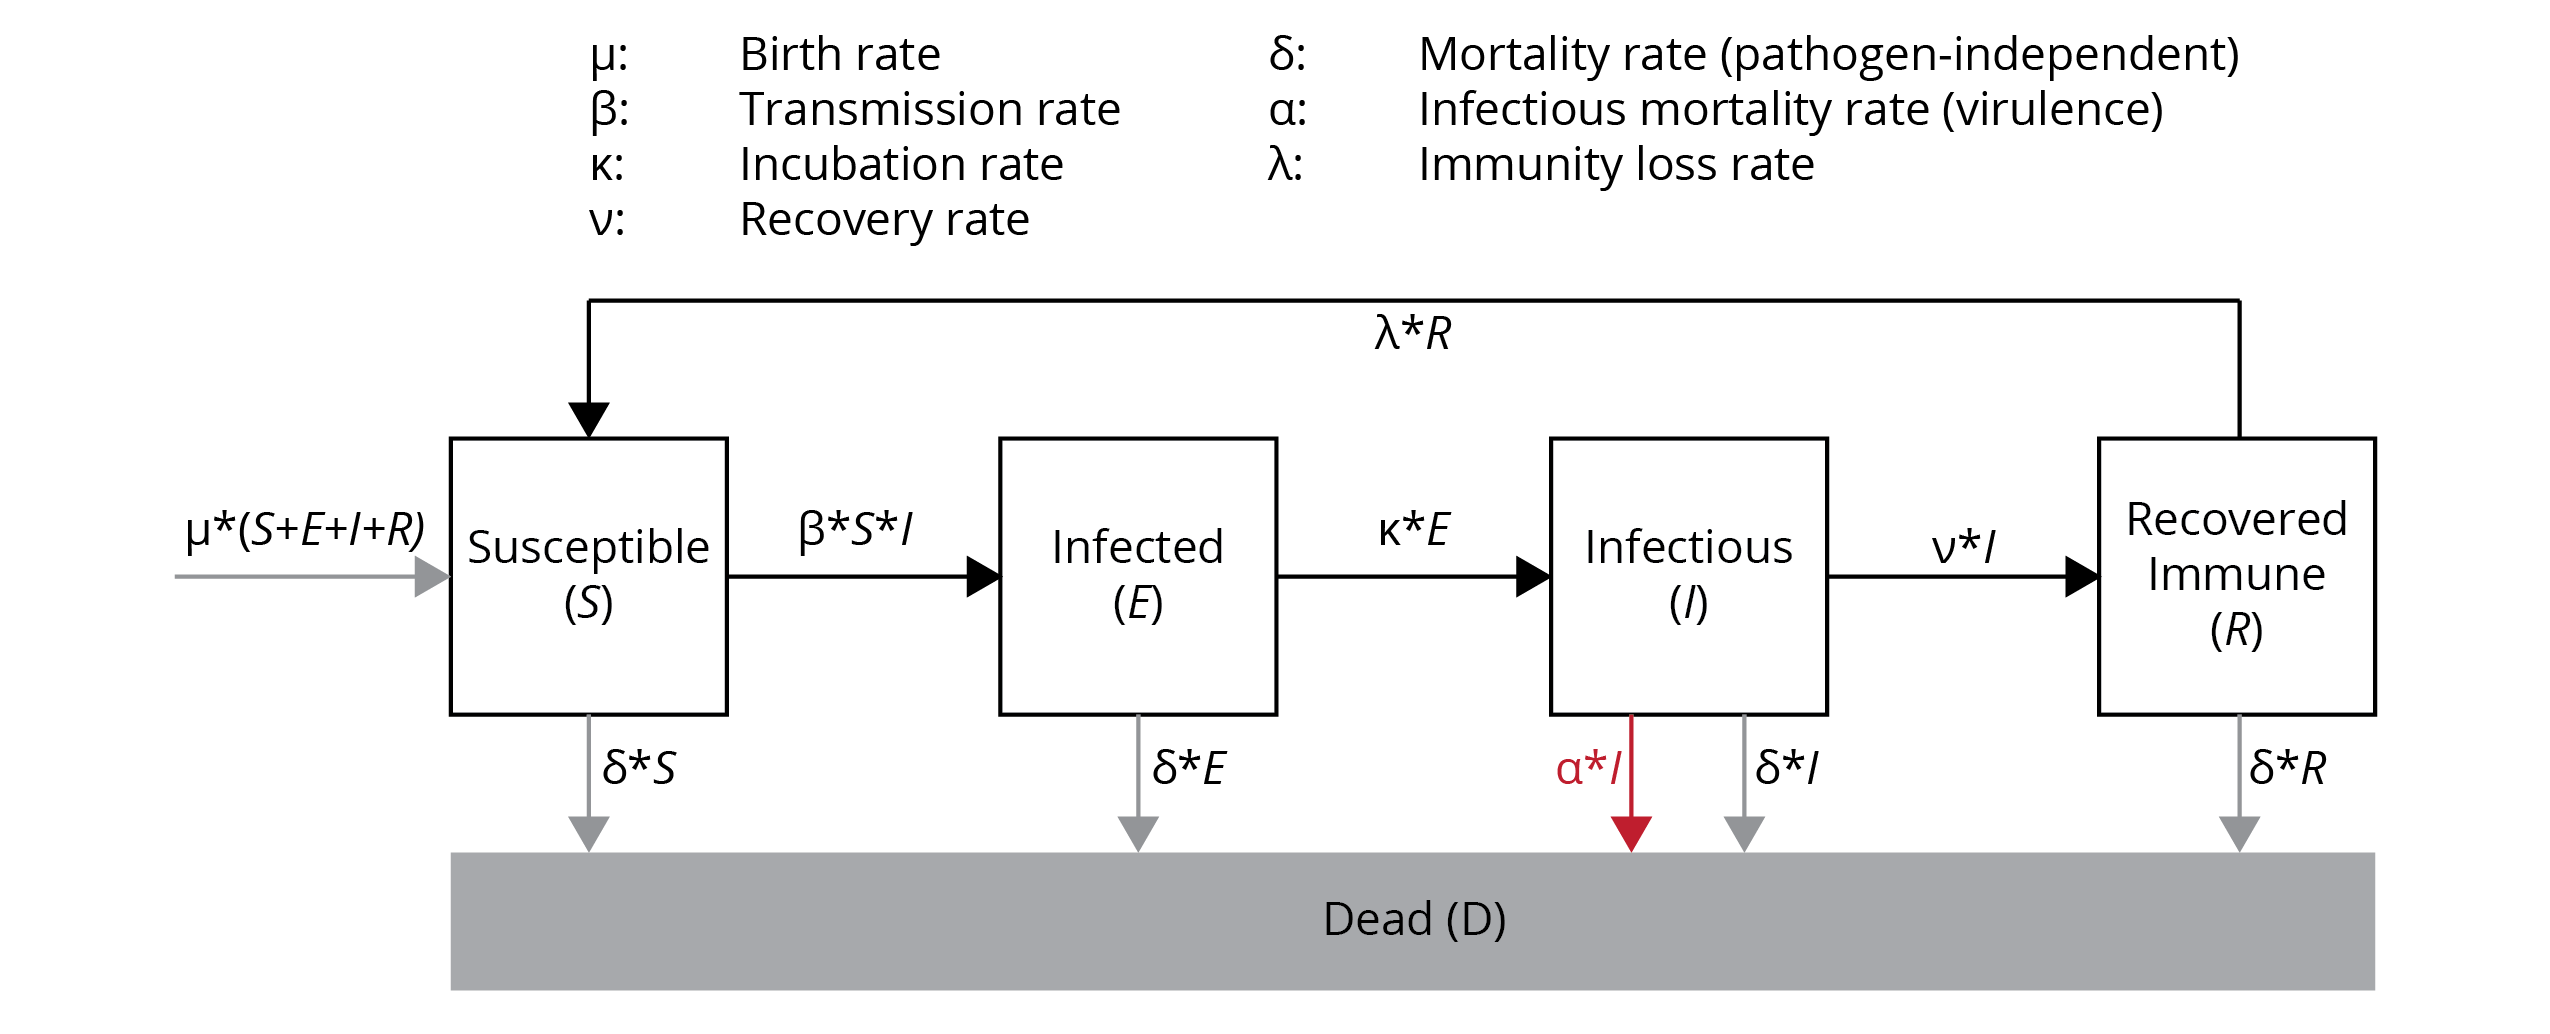 μ: Birth rate
β: Transmission rate
κ: Incubation rate
ν: Recovery rate
δ: Mortality rate (pathogen-independent)
α: Infectious mortality rate (virulence)
λ: Immunity loss rate
λ*R
μ*(S+E+I+R)
Susceptible
(S)
β*S*I
Infected
(E)
κ*E
Infectious
(I)
ν*I
Recovered
Immune
(R)
δ*S
δ*E
α*I
δ*I
δ*R
Dead (D)